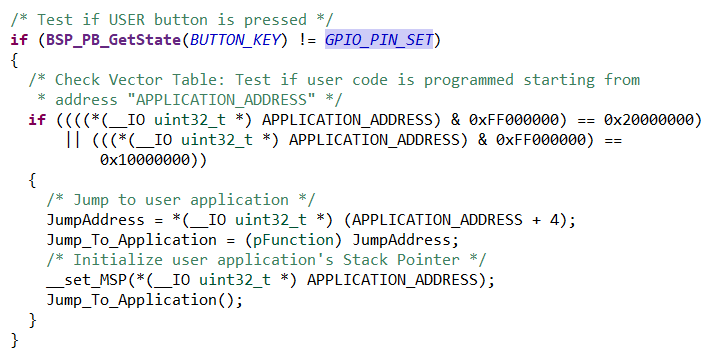 /* Test if USER button is pressed */
if (BSP_PB_GetState(BUTTON_KEY) != GPIO_PIN_SET)
{
/* Check Vector Table: Test if user code is programmed starting from
* address "APPLICATION_ADDRESS" */
if ((((*(__IO uint32_t *) APPLICATION_ADDRESS) & 0xFF000000) == 0x20000000)
|| (((*(__IO uint32_t *) APPLICATION_ADDRESS) & 0xFF000000) ==
0x10000000))
{
/* Jump to user application */
JumpAddress = *(__IO uint32_t *) (APPLICATION_ADDRESS + 4);
Jump_To_Application = (pFunction) JumpAddress;
/* Initialize user application's Stack Pointer */
__set_MSP(*(__IO uint32_t *) APPLICATION_ADDRESS);
Jump_To_Application();
}
}